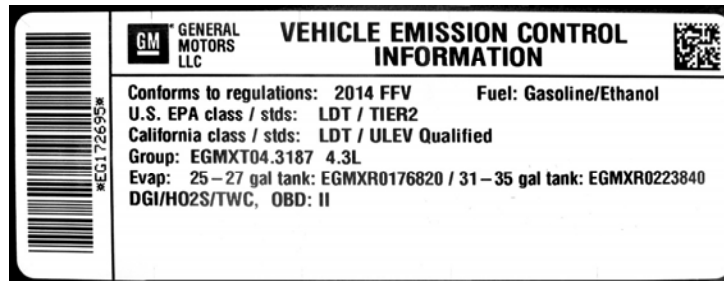 GM
GENERAL
MOTORS
LLC
VEHICLE EMISSION CONTROL
INFORMATION
*EG172695*
Conforms to regulations: 2014 FFV Fuel: Gasoline/Ethanol
U.S. EPA class / stds: LDT / TIER2
California class / stds: LDT / ULEV Qualified
Group: EGMXT04.3187 4.3L
Evap: 25–27 gal tank: EGMXR0176820 / 31–35 gal tank: EGMXR0223840
DGI/HO2S/TWC, OBD: II